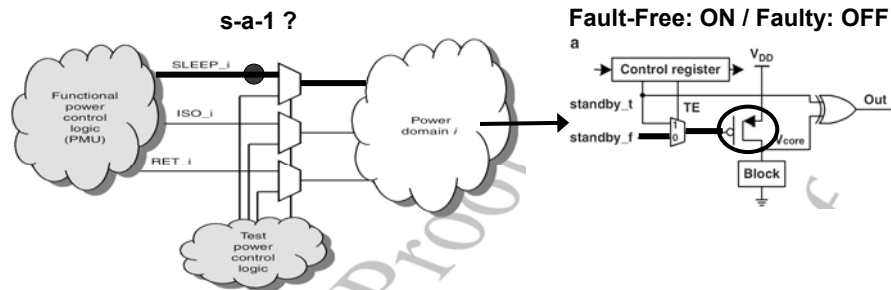 s-a-1 ?
Fault-Free: ON / Faulty: OFF
SLEEP_i
Functional
power
control
logic
(PMU)
ISO_i
RET_i
Power
domain i
Test
power
control
logic
a
Control register
VDD
standby_t
TE
standby_f
1
0
Vcore
Out
Block
Proof
f